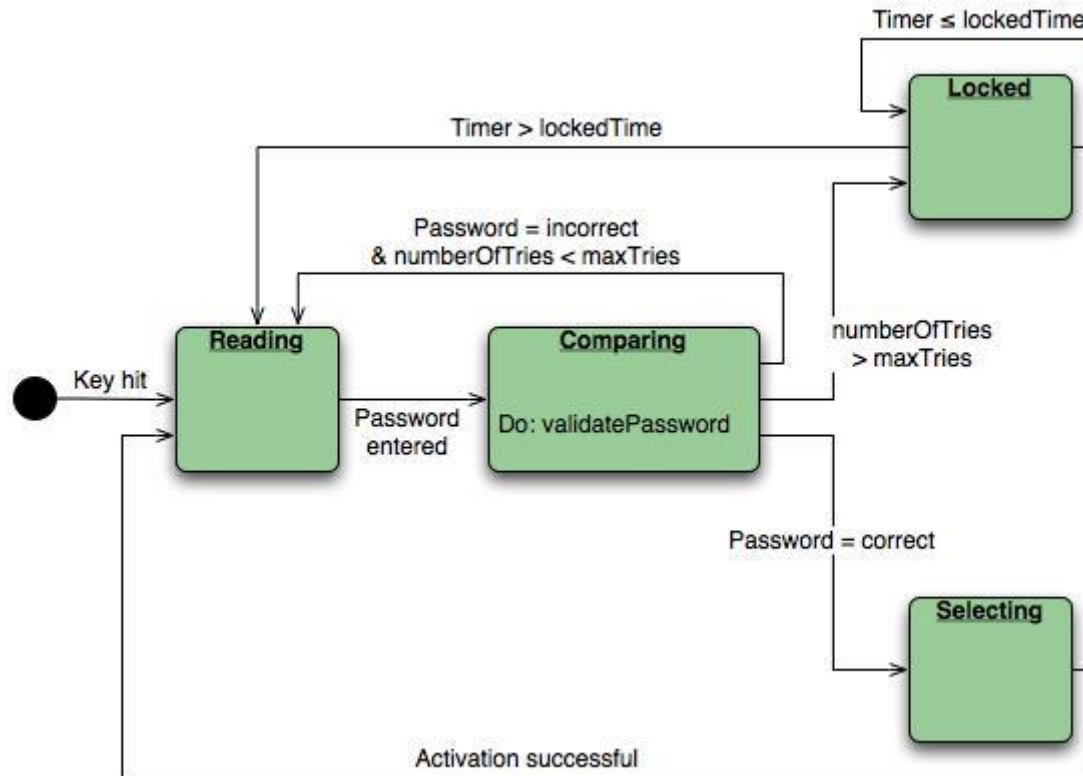 Timer ≤ lockedTime
Locked
Timer > lockedTime
Password = incorrect
& numberOfTries < maxTries
Reading
Comparing
numberOfTries
> maxTries
Key hit
Password
entered
Do: validatePassword
Password = correct
Selecting
Activation successful